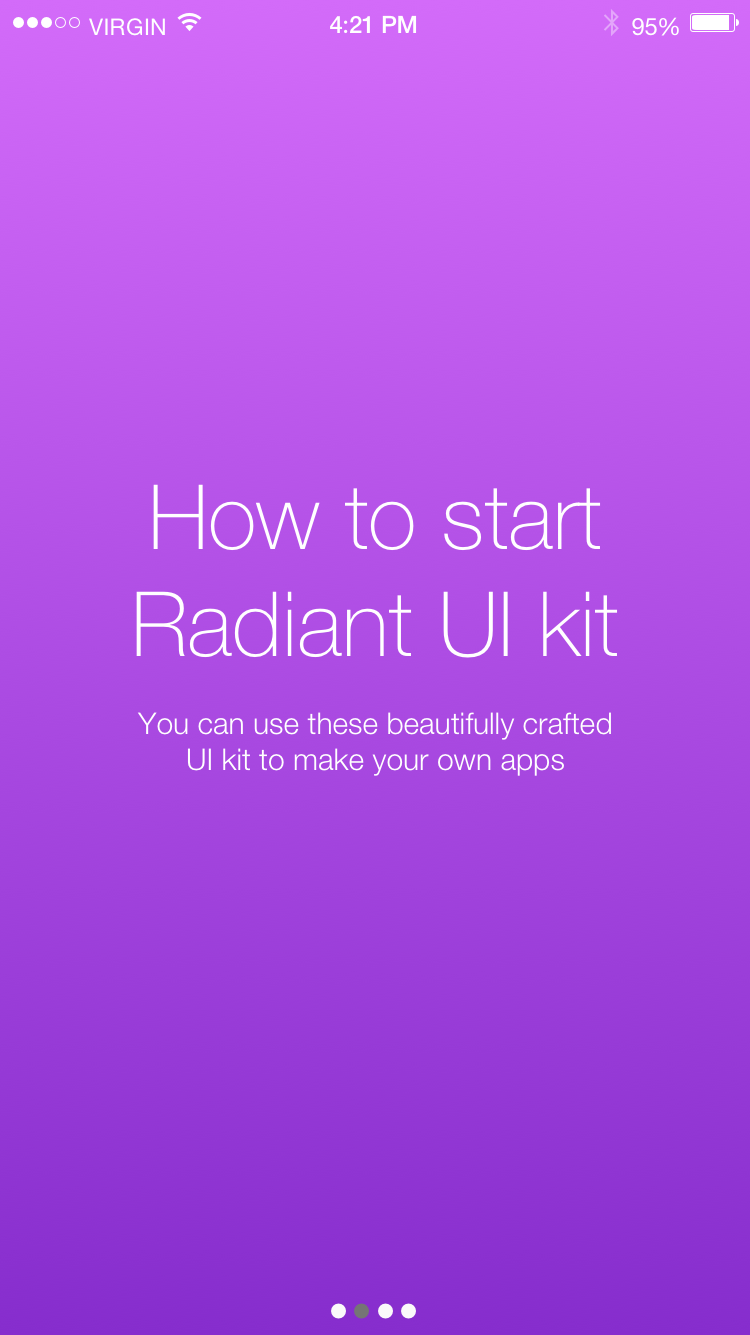 VIRGIN 4:21 PM 95%
How to start
Radiant UI kit
You can use these beautifully crafted
UI kit to make your own apps